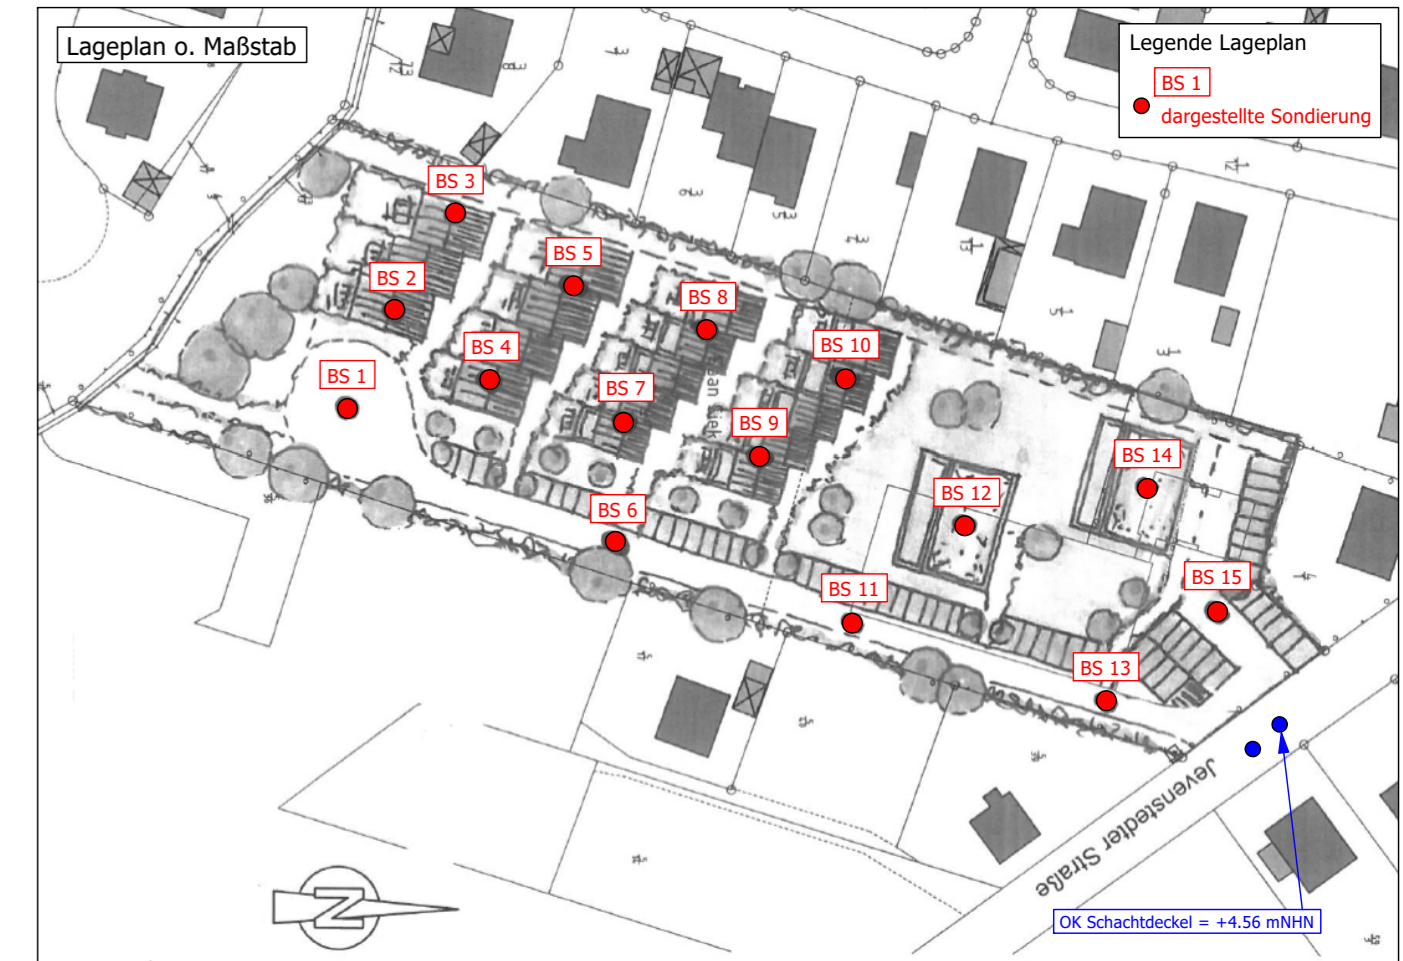 Lageplan o. Maßstab
Legende Lageplan
BS 1
dargestellte Sondierung
BS 3
BS 5
BS 2
BS 8
BS 4
BS 10
BS 1
BS 7
BS 9
BS 14
BS 12
BS 6
BS 15
BS 11
BS 13
Jevenstedter Straße
OK Schachtdeckel = +4.56 mNHN
N